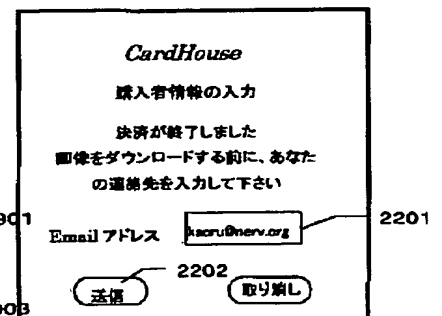 CardHouse
購入者情報の入力
決済が終了しました
画像をダウンロードする前に、あなた
の連絡先を入力して下さい
901
Email アドレス kaoru@nerv.org 2201
2202
送信 取り消し
903